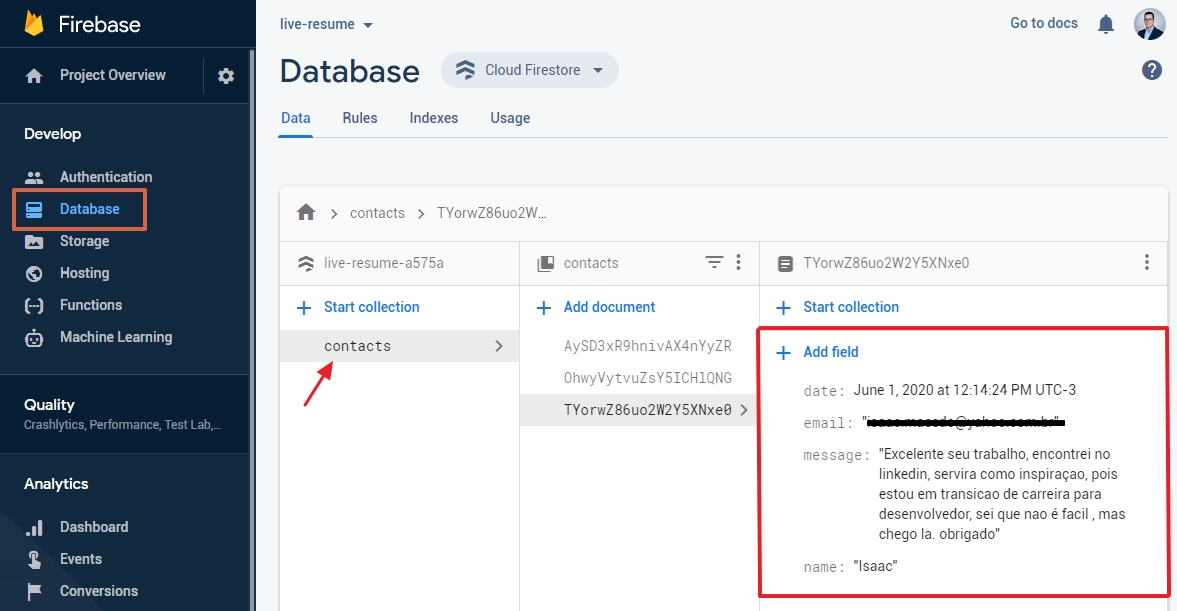 Firebase
Project Overview
Develop
Authentication
Database
Storage
Hosting
Functions
Machine Learning
Quality
Crashlytics, Performance, Test Lab,...
Analytics
Dashboard
Events
Conversions
live-resume
Go to docs
Database
Cloud Firestore
Data Rules Indexes Usage
contacts TYorwZ86uo2W...
live-resume-a575a
Start collection
contacts
contacts
Add document
AySD3xR9hnivAX4nYyZR
OhwyVytvuZsY5ICHlQNG
TYorwZ86uo2W2Y5XNxe0
TYorwZ86uo2W2Y5XNxe0
Start collection
Add field
date: June 1, 2020 at 12:14:24 PM UTC-3
email:
message: "Excelente seu trabalho, encontrei no
linkedin, servira como inspiraçao, pois
estou em transicao de carreira para
desenvolvedor, sei que nao é facil , mas
chego la. obrigado"
name: "Isaac"